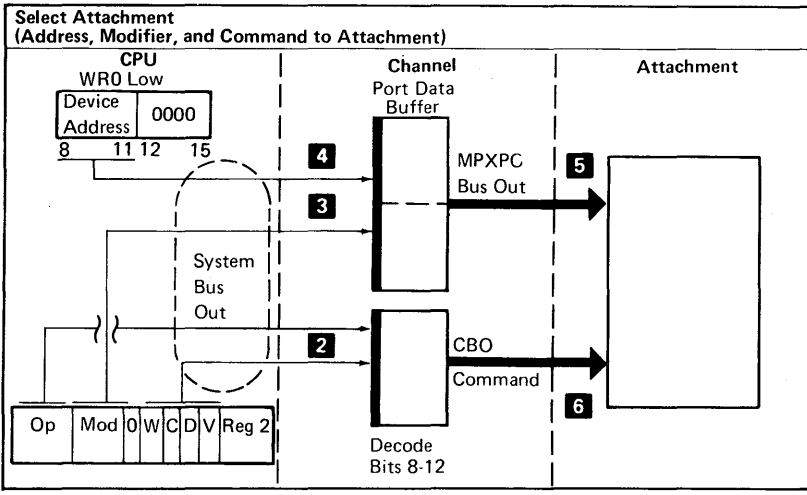 Select Attachment
(Address, Modifier, and Command to Attachment)
CPU
WR0 Low
Device
Address
0000
8 11 12 15
Channel
Port Data
Buffer
Attachment
4
MPXPC
Bus Out
5
3
System
Bus
Out
2
CBO
Command
6
Op Mod 0 W C D V Reg 2
Decode
Bits 8-12